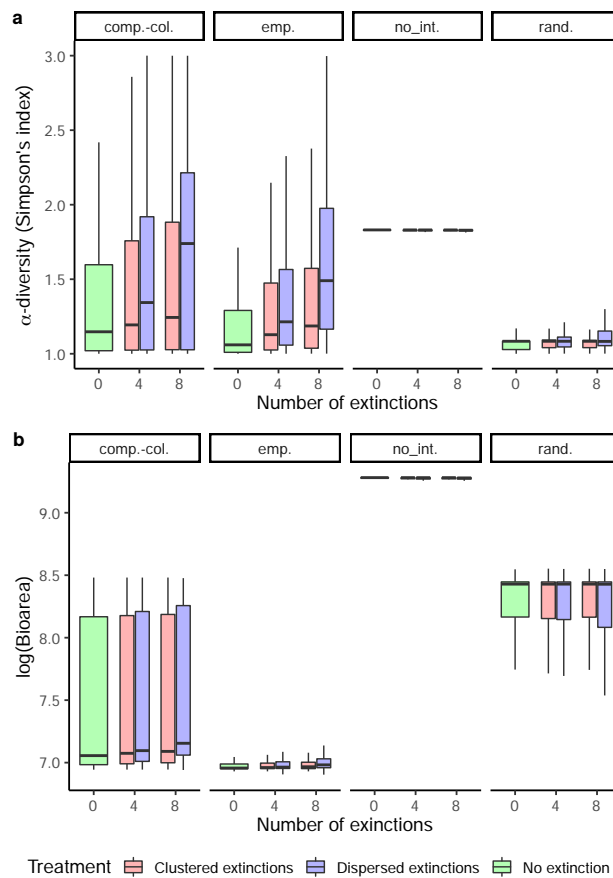 a
comp.-col. emp. no_int. rand.
3.0
2.5
2.0
1.5
1.0
α-diversity (Simpson's index)
0 4 8 0 4 8 0 4 8 0 4 8
Number of extinctions
b
comp.-col. emp. no_int. rand.
9.0
8.5
8.0
7.5
7.0
log(Bioarea)
0 4 8 0 4 8 0 4 8 0 4 8
Number of exinctions
Treatment Clustered extinctions Dispersed extinctions No extinction